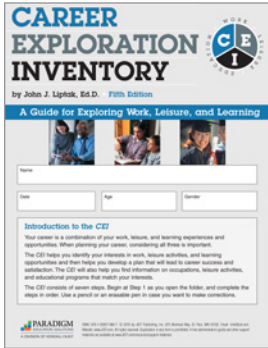 CAREER
EXPLORATION
INVENTORY
WORK
LEISURE
EDUCATION
C E
I
by John J. Liptak, Ed.D. Fifth Edition
A Guide for Exploring Work, Leisure, and Learning
Name
Date
Age
Gender
Introduction to the CEI
Your career is a combination of your work, leisure, and learning experiences and
opportunities. When planning your career, considering all three is important.
The CEI helps you identify your interests in work, leisure activities, and learning
opportunities and then helps you develop a plan that will lead to career success and
satisfaction. The CEI will also help you find information on occupations, leisure activities,
and educational programs that match your interests.
The CEI consists of seven steps. Begin at Step 1 as you open the folder, and complete the
steps in order. Use a pencil or an erasable pen in case you want to make corrections.
PARADIGM
EDUCATION SOLUTIONS